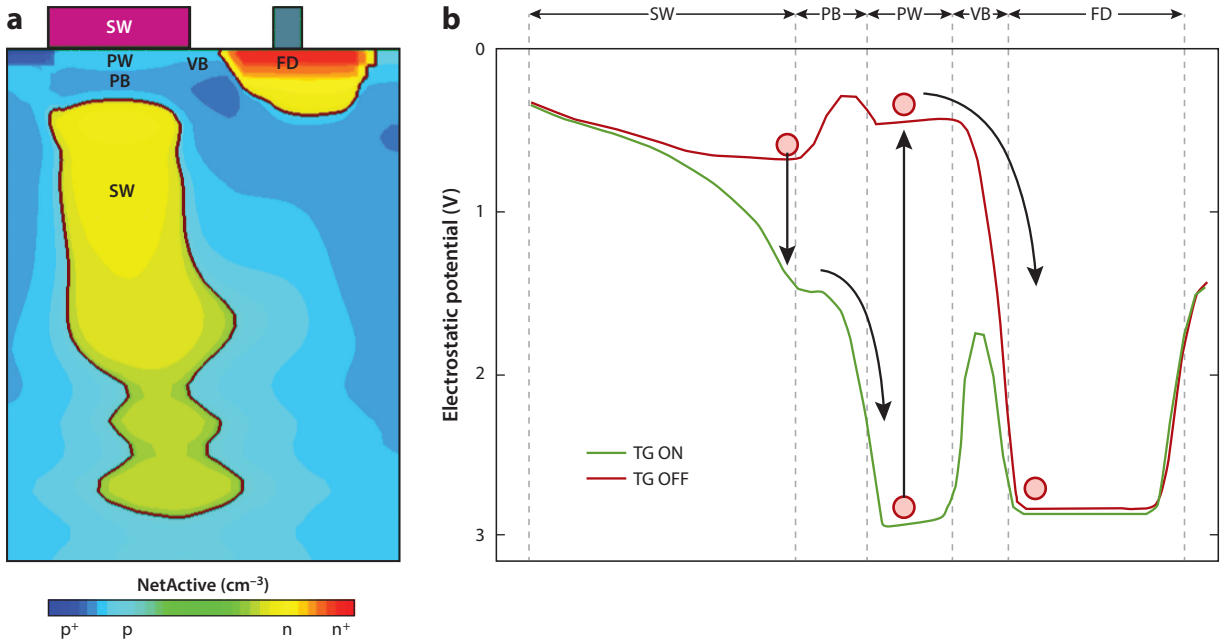 a
SW
PW
VB
FD
PB
SW
NetActive (cm⁻³)
p⁺ p n n⁺
b
SW PB PW VB FD
0
1
2
3
Electrostatic potential (V)
TG ON
TG OFF